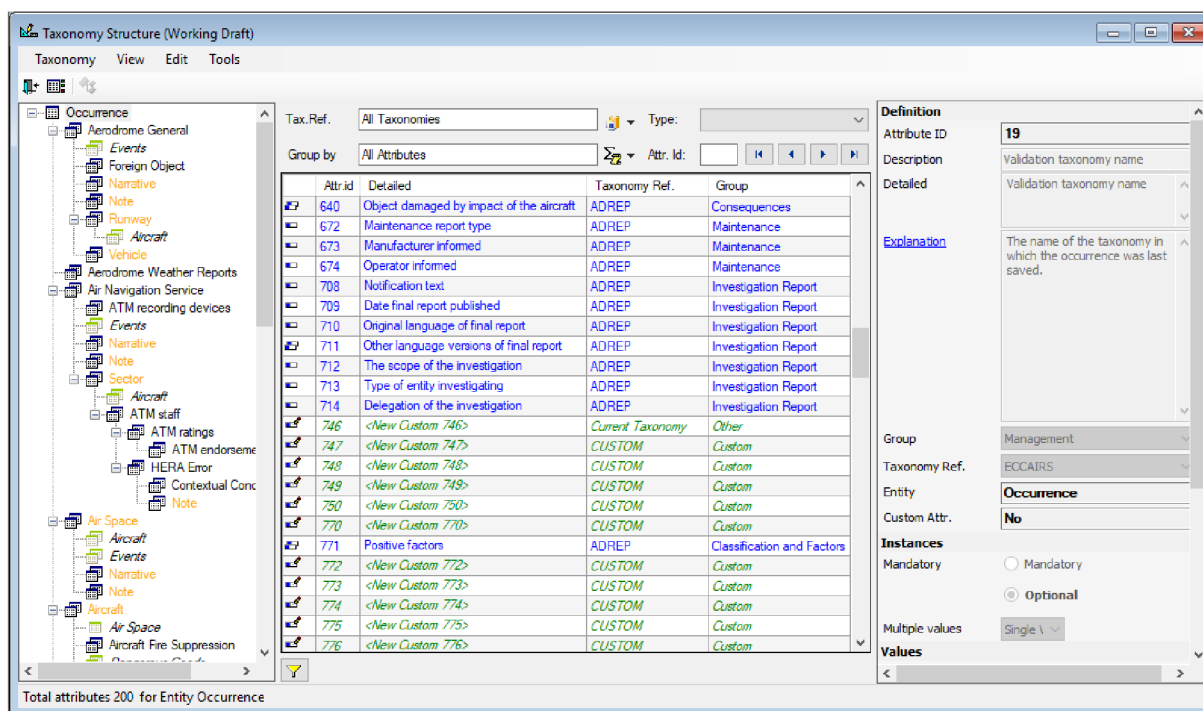 Taxonomy Structure (Working Draft)
Taxonomy View Edit Tools
Occurrence
Aerodrome General
Events
Foreign Object
Narrative
Note
Runway
Aircraft
Vehicle
Aerodrome Weather Reports
Air Navigation Service
ATM recording devices
Events
Narrative
Note
Sector
Aircraft
ATM staff
ATM ratings
ATM endorseme
HERA Error
Contextual Conc
Note
Air Space
Aircraft
Events
Narrative
Note
Aircraft
Air Space
Aircraft Fire Suppression
Tax.Ref. All Taxonomies Type:
Group by All Attributes Attr. Id:
Attr.id Detailed Taxonomy Ref. Group
640 Object damaged by impact of the aircraft ADREP Consequences
672 Maintenance report type ADREP Maintenance
673 Manufacturer informed ADREP Maintenance
674 Operator informed ADREP Maintenance
708 Notification text ADREP Investigation Report
709 Date final report published ADREP Investigation Report
710 Original language of final report ADREP Investigation Report
711 Other language versions of final report ADREP Investigation Report
712 The scope of the investigation ADREP Investigation Report
713 Type of entity investigating ADREP Investigation Report
714 Delegation of the investigation ADREP Investigation Report
746 <New Custom 746> Current Taxonomy Other
747 <New Custom 747> CUSTOM Custom
748 <New Custom 748> CUSTOM Custom
749 <New Custom 749> CUSTOM Custom
750 <New Custom 750> CUSTOM Custom
770 <New Custom 770> CUSTOM Custom
771 Positive factors ADREP Classification and Factors
772 <New Custom 772> CUSTOM Custom
773 <New Custom 773> CUSTOM Custom
774 <New Custom 774> CUSTOM Custom
775 <New Custom 775> CUSTOM Custom
776 <New Custom 776> CUSTOM Custom
Definition
Attribute ID 19
Description Validation taxonomy name
Detailed Validation taxonomy name
Explanation The name of the taxonomy in
which the occurrence was last
saved.
Group Management
Taxonomy Ref. ECCAIRS
Entity Occurrence
Custom Attr. No
Instances
Mandatory Mandatory
Optional
Multiple values Single \
Values
Total attributes 200 for Entity Occurrence